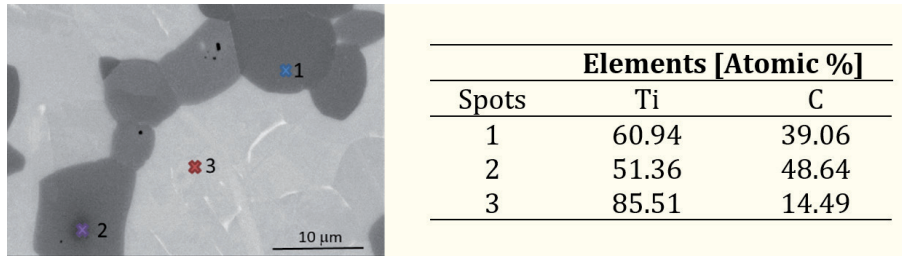 1
3
2
10 µm
Elements [Atomic %]
Spots Ti C
1 60.94 39.06
2 51.36 48.64
3 85.51 14.49